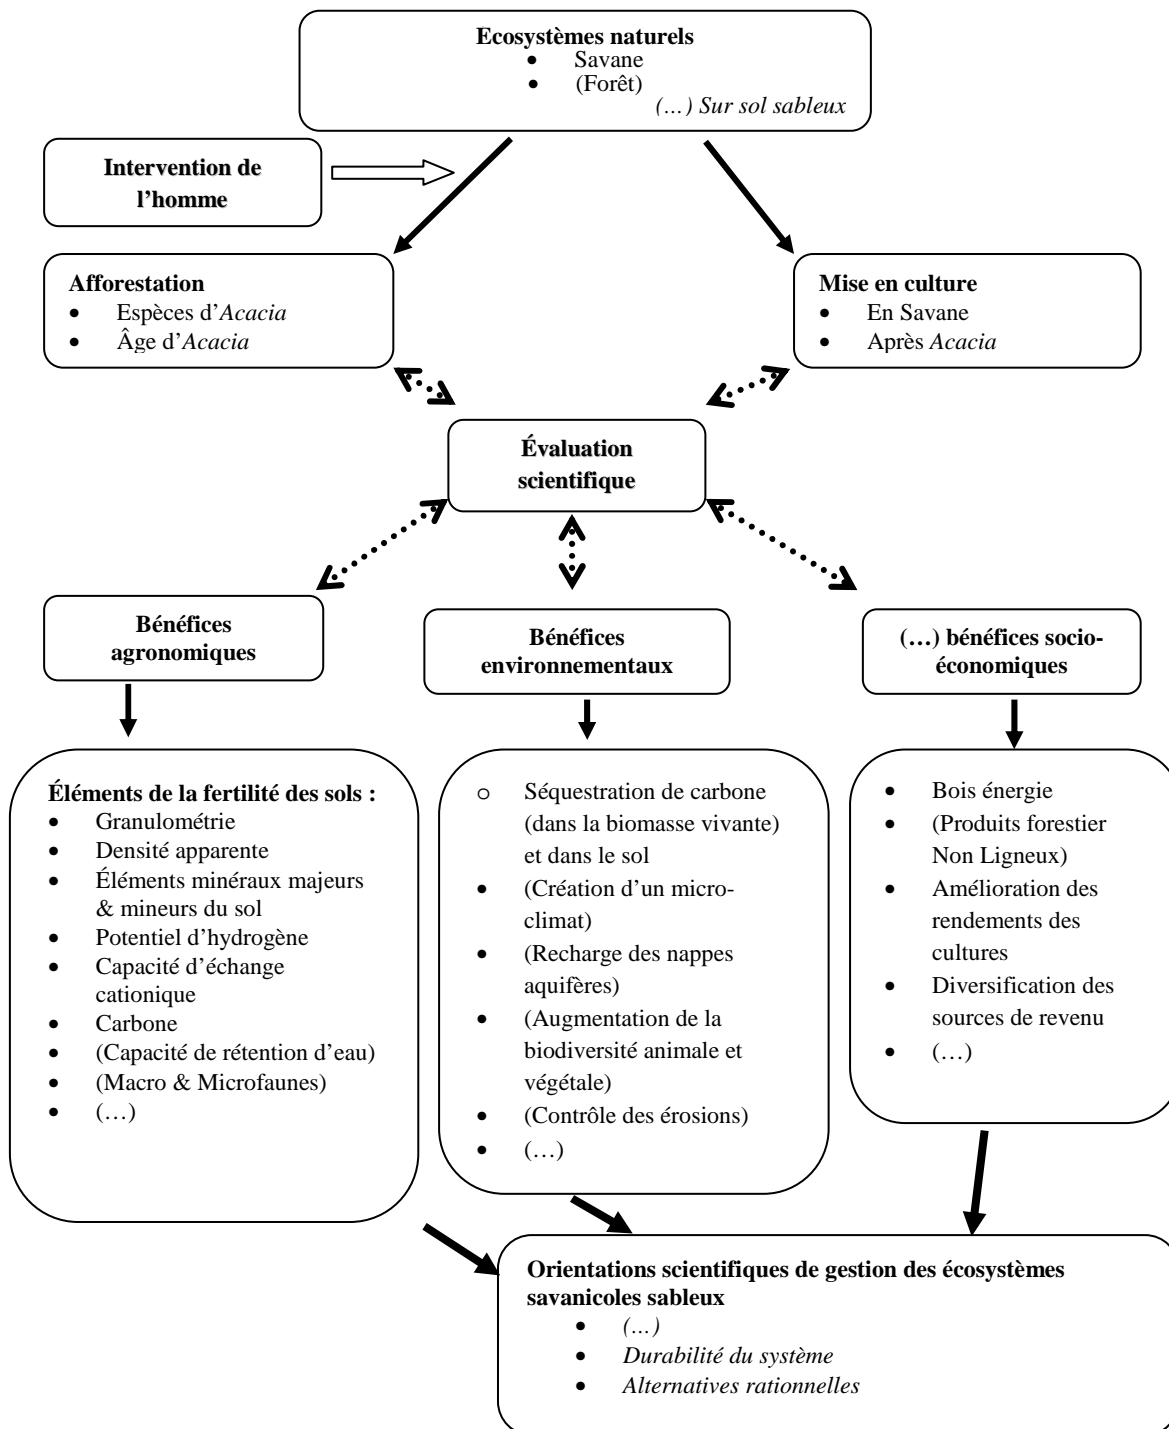 Ecosystèmes naturels
• Savane
• (Forêt)
(…) Sur sol sableux
Intervention de
l’homme
Afforestation
• Espèces d’Acacia
• Âge d’Acacia
Mise en culture
• En Savane
• Après Acacia
Évaluation
scientifique
Bénéfices
agronomiques
Bénéfices
environnementaux
(…) bénéfices socio-
économiques
Éléments de la fertilité des sols :
• Granulométrie
• Densité apparente
• Éléments minéraux majeurs
& mineurs du sol
• Potentiel d’hydrogène
• Capacité d’échange
cationique
• Carbone
• (Capacité de rétention d’eau)
• (Macro & Microfaunes)
• (…)
o Séquestration de carbone
(dans la biomasse vivante)
et dans le sol
• (Création d’un micro-
climat)
• (Recharge des nappes
aquifères)
• (Augmentation de la
biodiversité animale et
végétale)
• (Contrôle des érosions)
• (…)
• Bois énergie
• (Produits forestier
Non Ligneux)
• Amélioration des
rendements des
cultures
• Diversification des
sources de revenu
• (…)
Orientations scientifiques de gestion des écosystèmes
savanicoles sableux
• (…)
• Durabilité du système
• Alternatives rationnelles